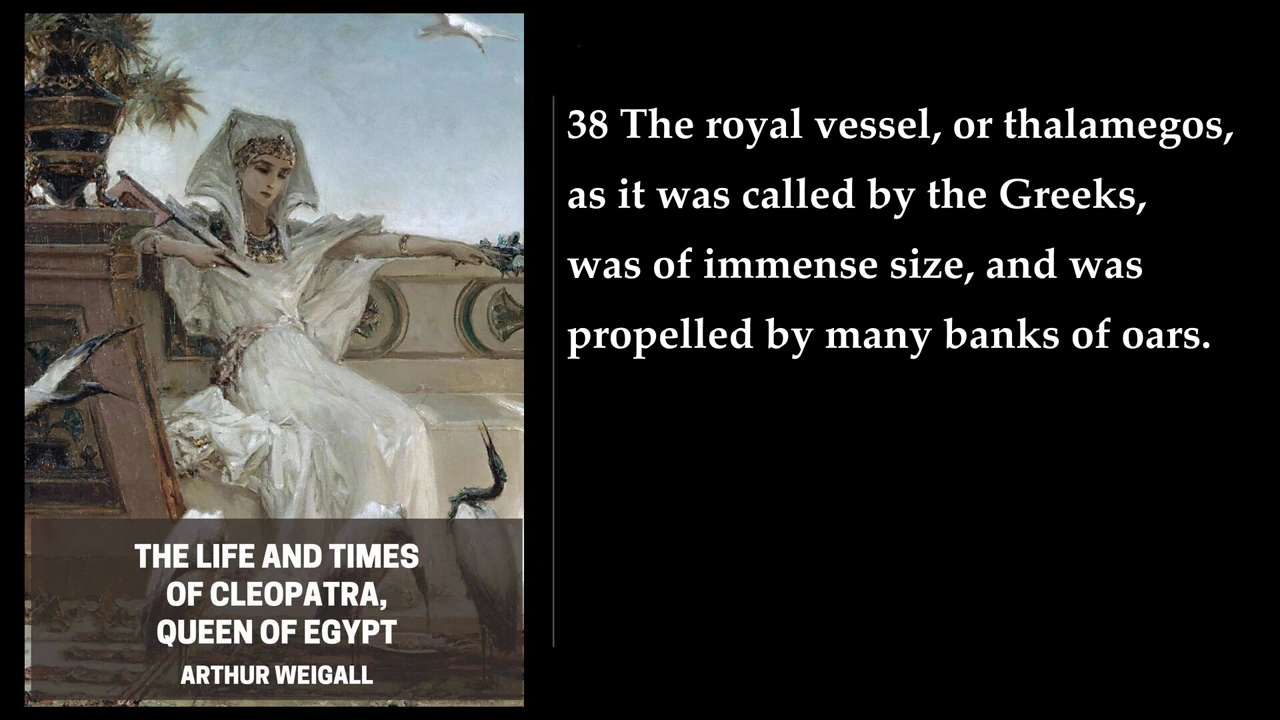 38 The royal vessel, or thalamegos,
as it was called by the Greeks,
was of immense size, and was
propelled by many banks of oars.
THE LIFE AND TIMES
OF CLEOPATRA,
QUEEN OF EGYPT
ARTHUR WEIGALL